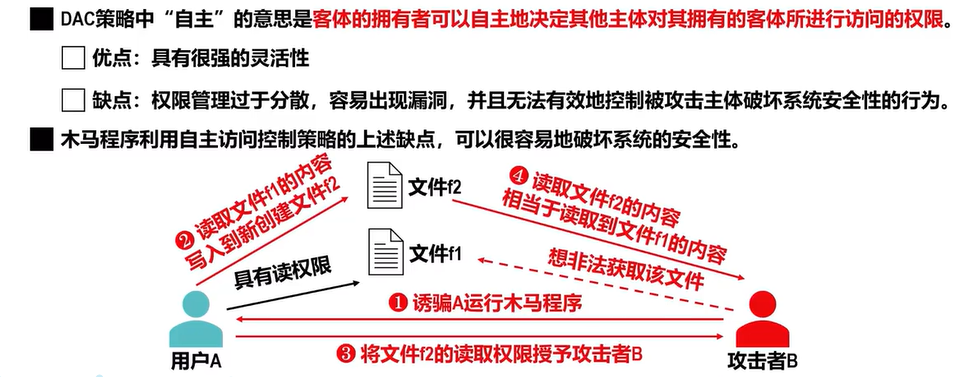 DAC策略中“自主”的意思是客体的拥有者可以自主地决定其他主体对其拥有的客体所进行访问的权限。
优点：具有很强的灵活性
缺点：权限管理过于分散，容易出现漏洞，并且无法有效地控制被攻击主体破坏系统安全性的行为。
木马程序利用自主访问控制策略的上述缺点，可以很容易地破坏系统的安全性。
❷ 读取文件f1的内容
写入到新创建文件f2
文件f2
❹ 读取文件f2的内容
相当于读取到文件f1的内容
具有读权限
文件f1
想非法获取该文件
❶ 诱骗A运行木马程序
用户A
❸ 将文件f2的读取权限授予攻击者B
攻击者B